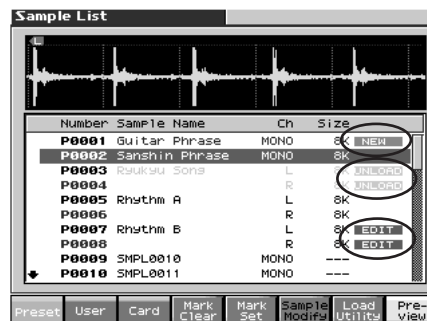 Sample List
L
Number Sample Name Ch Size
P0001 Guitar Phrase MONO 8K NEW
P0002 Sanshin Phrase MONO 8K
P0003 Ryukyu Song L 8K UNLOAD
P0004 R 8K UNLOAD
P0005 Rhythm A L 8K
P0006 R 8K
P0007 Rhythm B L 8K EDIT
P0008 R 8K EDIT
P0009 SMPL0010 MONO ---
P0010 SMPL0011 MONO ---
Preset User Card Mark Clear Mark Set Sample Modify Load Utility Pre-view